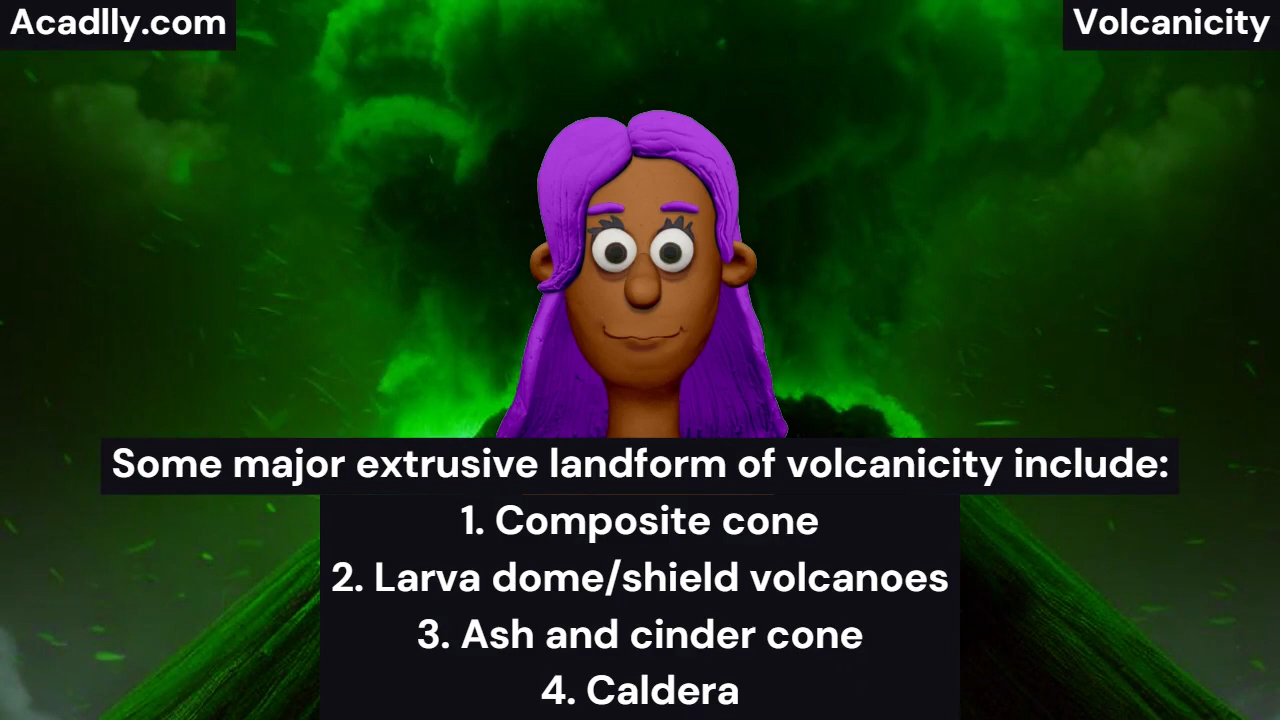 Acadlly.com
Volcanicity
Some major extrusive landform of volcanicity include:
1. Composite cone
2. Larva dome/shield volcanoes
3. Ash and cinder cone
4. Caldera